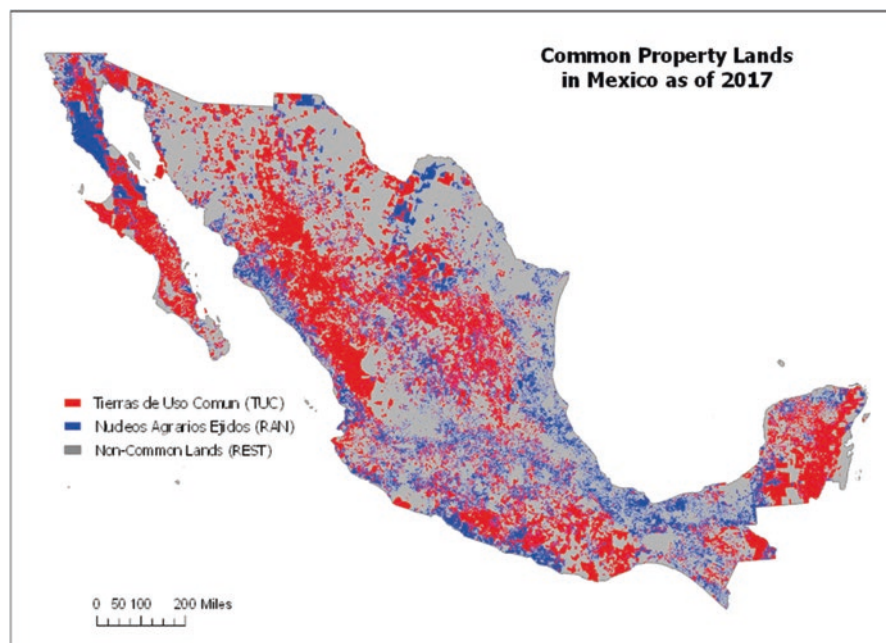 Common Property Lands
in Mexico as of 2017
Tierras de Uso Comun (TUC)
Nucleos Agrarios Ejidos (RAN)
Non-Common Lands (REST)
0 50 100 200 Miles